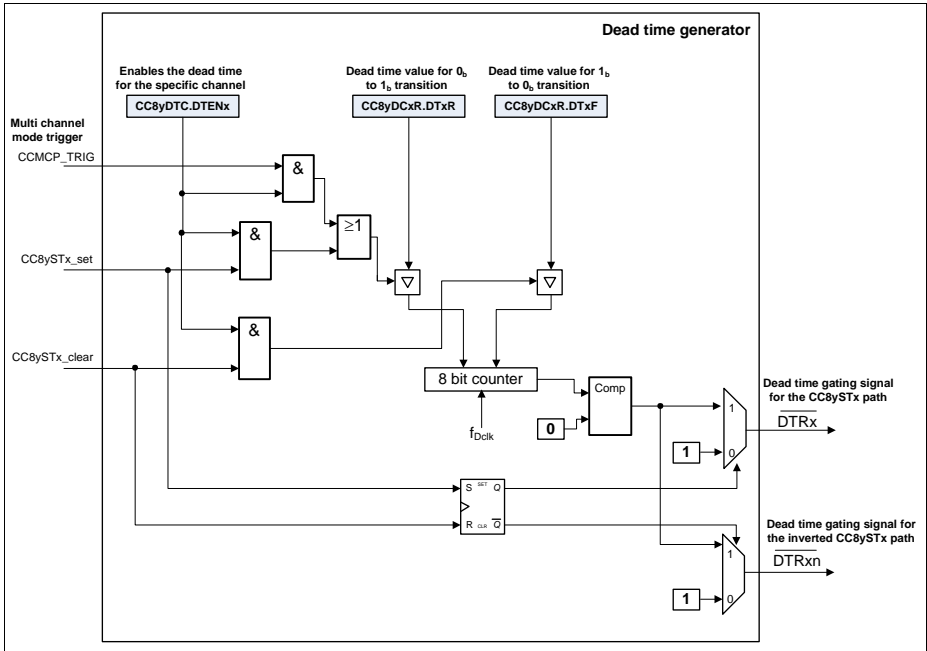 Dead time generator
Enables the dead time
for the specific channel
CC8yDTC.DTENx
Dead time value for 0b
to 1b transition
CC8yDCxR.DTxR
Dead time value for 1b
to 0b transition
CC8yDCxR.DTxF
Multi channel
mode trigger
CCMCP_TRIG
&
≥1
&
CC8ySTx_set
∇
∇
&
CC8ySTx_clear
8 bit counter
Comp
fDclk
0
1
1
0
Dead time gating signal
for the CC8ySTx path
DTRx
S SET Q
R CLR Q
1
1
0
Dead time gating signal for
the inverted CC8ySTx path
DTRxn